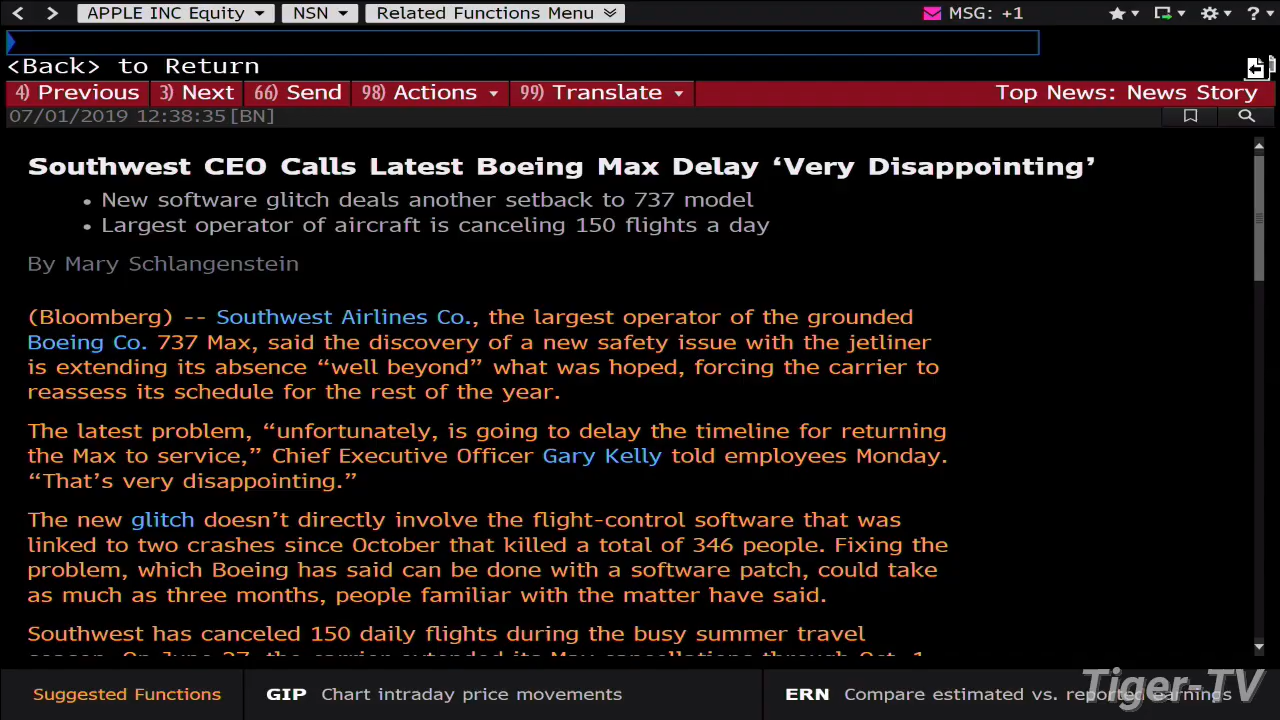 APPLE INC Equity NSN Related Functions Menu MSG: +1
<Back> to Return
4) Previous 3) Next 66) Send 98) Actions 99) Translate Top News: News Story
07/01/2019 12:38:35[BN]
Southwest CEO Calls Latest Boeing Max Delay ‘Very Disappointing’
• New software glitch deals another setback to 737 model
• Largest operator of aircraft is canceling 150 flights a day
By Mary Schlangenstein
(Bloomberg) -- Southwest Airlines Co., the largest operator of the grounded
Boeing Co. 737 Max, said the discovery of a new safety issue with the jetliner
is extending its absence “well beyond” what was hoped, forcing the carrier to
reassess its schedule for the rest of the year.
The latest problem, “unfortunately, is going to delay the timeline for returning
the Max to service,” Chief Executive Officer Gary Kelly told employees Monday.
“That’s very disappointing.”
The new glitch doesn’t directly involve the flight-control software that was
linked to two crashes since October that killed a total of 346 people. Fixing the
problem, which Boeing has said can be done with a software patch, could take
as much as three months, people familiar with the matter have said.
Southwest has canceled 150 daily flights during the busy summer travel
season. On June 27, the carrier extended its Max cancellations through Oct. 1
Suggested Functions GIP Chart intraday price movements ERN Compare estimated vs. reported earnings
Tiger-TV